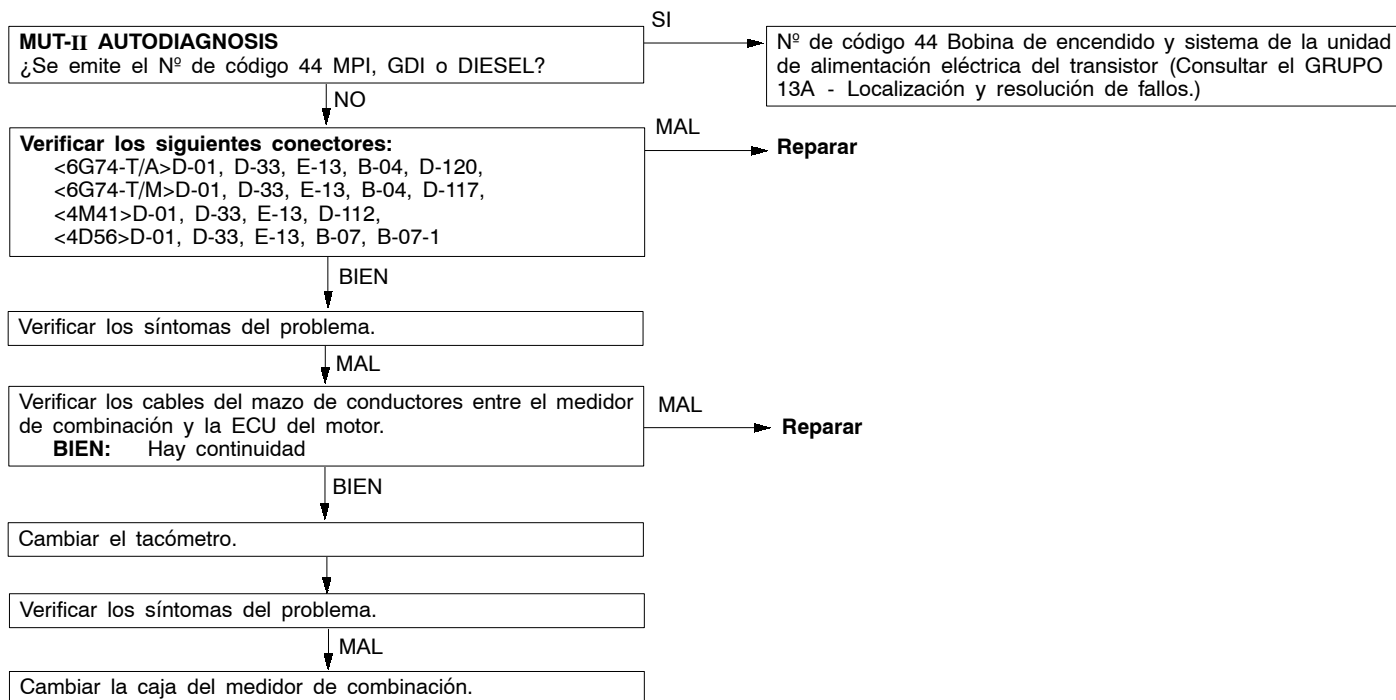 MUT-II AUTODIAGNOSIS
¿Se emite el Nº de código 44 MPI, GDI o DIESEL?
SI
Nº de código 44 Bobina de encendido y sistema de la unidad
de alimentación eléctrica del transistor (Consultar el GRUPO
13A - Localización y resolución de fallos.)
NO
Verificar los siguientes conectores:
<6G74-T/A>D-01, D-33, E-13, B-04, D-120,
<6G74-T/M>D-01, D-33, E-13, B-04, D-117,
<4M41>D-01, D-33, E-13, D-112,
<4D56>D-01, D-33, E-13, B-07, B-07-1
MAL
Reparar
BIEN
Verificar los síntomas del problema.
MAL
Verificar los cables del mazo de conductores entre el medidor
de combinación y la ECU del motor.
BIEN: Hay continuidad
MAL
Reparar
BIEN
Cambiar el tacómetro.
Verificar los síntomas del problema.
MAL
Cambiar la caja del medidor de combinación.